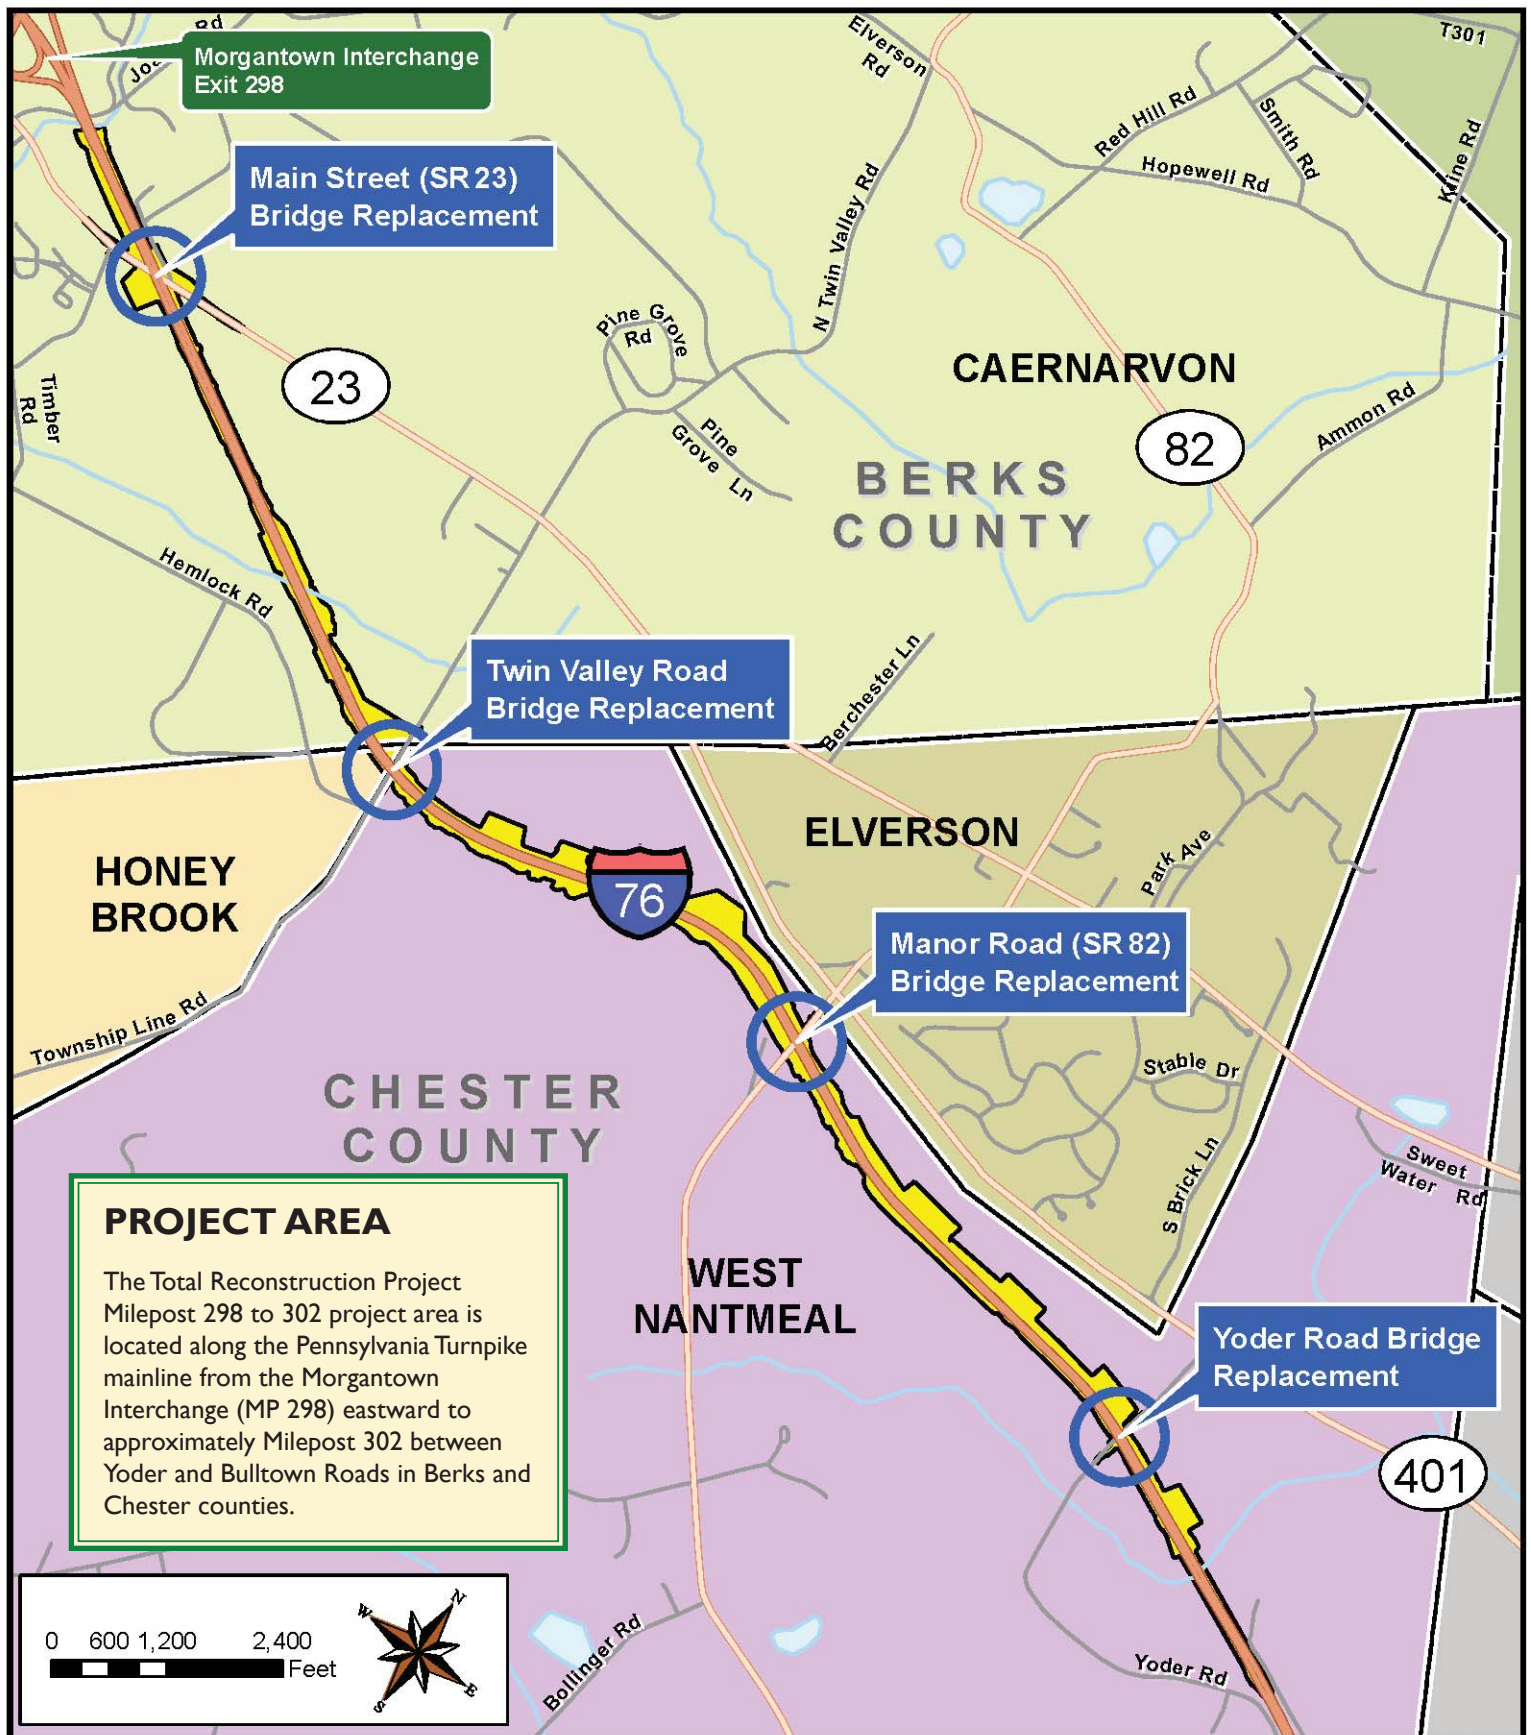 Rd
T301
Elverson
Rd
Morgantown Interchange
Exit 298
Red Hill Rd
Smith Rd
Kline Rd
Hopewell Rd
Main Street (SR 23)
Bridge Replacement
N Twin Valley Rd
Pine Grove
Rd
CAERNARVON
23
Timber
Rd
Ammon Rd
Pine
Grove Ln
82
BERKS
COUNTY
Hemlock Rd
Twin Valley Road
Bridge Replacement
Berchester Ln
ELVERSON
Park Ave
HONEY
BROOK
76
Manor Road (SR 82)
Bridge Replacement
Township Line Rd
Stable Dr
CHESTER
COUNTY
Sweet
Water Rd
S Brick Ln
PROJECT AREA
The Total Reconstruction Project
Milepost 298 to 302 project area is
located along the Pennsylvania Turnpike
mainline from the Morgantown
Interchange (MP 298) eastward to
approximately Milepost 302 between
Yoder and Bulltown Roads in Berks and
Chester counties.
WEST
NANTMEAL
Yoder Road Bridge
Replacement
401
0 600 1,200 2,400
Feet
N
W
E
S
Bollinger Rd
Yoder Rd